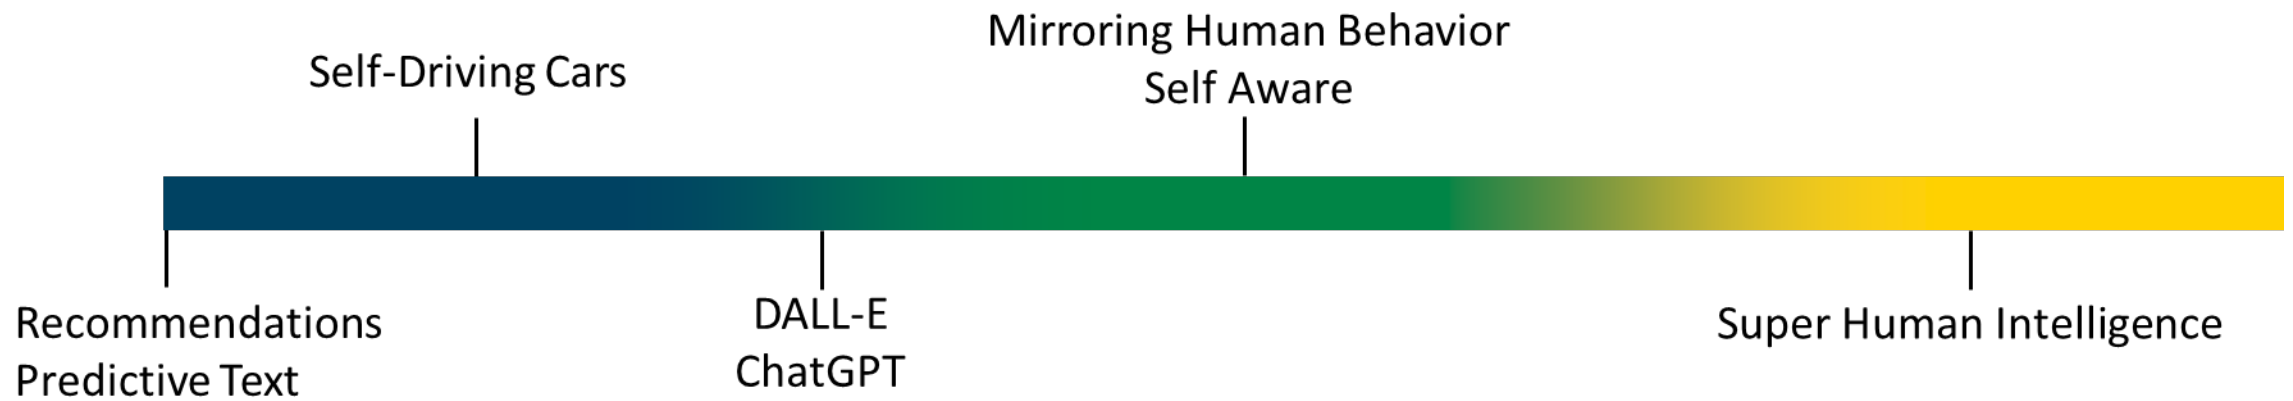 Mirroring Human Behavior
Self Aware
Self-Driving Cars
Recommendations
Predictive Text
DALL-E
ChatGPT
Super Human Intelligence